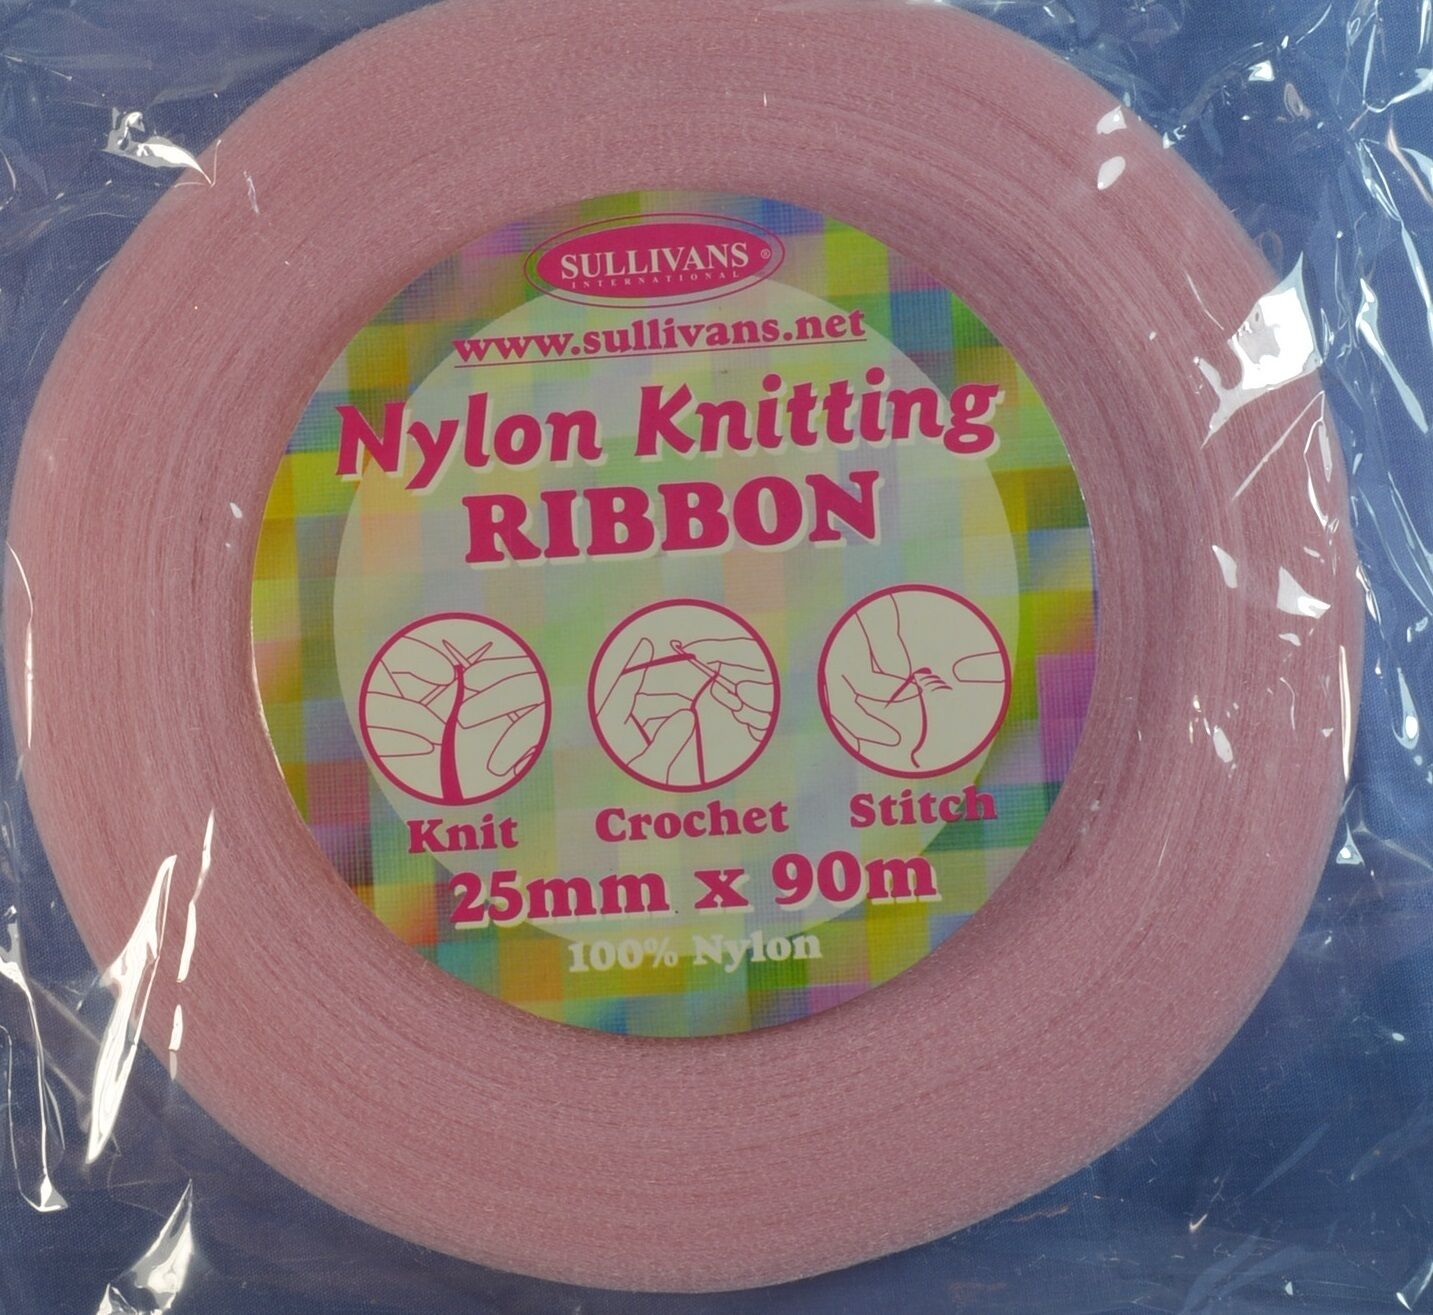 SULLIVANS ®
INTERNATIONAL
www.sullivans.net
Nylon Knitting
RIBBON
Knit Crochet Stitch
25mm x 90m
100% Nylon